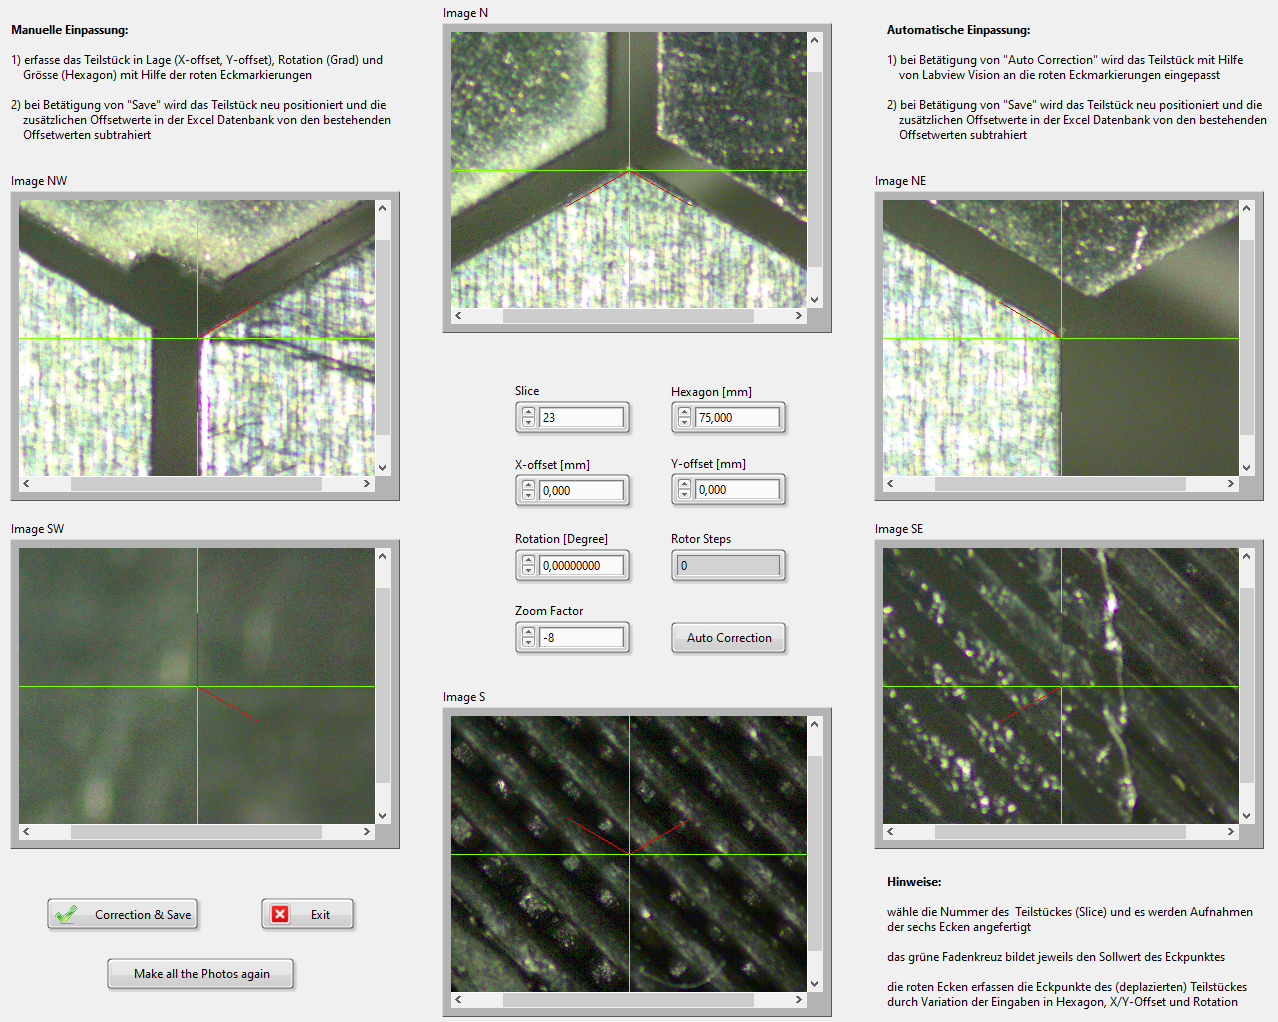 Manuelle Einpassung:
1) erfasse das Teilstück in Lage (X-offset, Y-offset), Rotation (Grad) und
Grösse (Hexagon) mit Hilfe der roten Eckmarkierungen
2) bei Betätigung von "Save" wird das Teilstück neu positioniert und die
zusätzlichen Offsetwerte in der Excel Datenbank von den bestehenden
Offsetwerten subtrahiert
Image N
Automatische Einpassung:
1) bei Betätigung von "Auto Correction" wird das Teilstück mit Hilfe
von Labview Vision an die roten Eckmarkierungen eingepasst
2) bei Betätigung von "Save" wird das Teilstück neu positioniert und die
zusätzlichen Offsetwerte in der Excel Datenbank von den bestehenden
Offsetwerten subtrahiert
Image NW
Image NE
Slice
23
Hexagon [mm]
75,000
X-offset [mm]
0,000
Y-offset [mm]
0,000
Rotation [Degree]
0,00000000
Rotor Steps
0
Zoom Factor
-8
Auto Correction
Image SW
Image SE
Image S
Correction & Save
Exit
Make all the Photos again
Hinweise:
wähle die Nummer des Teilstückes (Slice) und es werden Aufnahmen
der sechs Ecken angefertigt
das grüne Fadenkreuz bildet jeweils den Sollwert des Eckpunktes
die roten Ecken erfassen die Eckpunkte des (deplazierten) Teilstückes
durch Variation der Eingaben in Hexagon, X/Y-Offset und Rotation